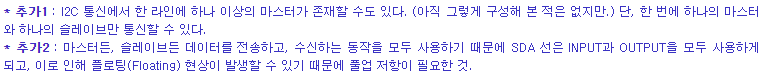 * 추가1 : I2C 통신에서 한 라인에 하나 이상의 마스터가 존재할 수도 있다. (아직 그렇게 구성해 본 적은 없지만.) 단, 한 번에 하나의 마스터
와 하나의 슬레이브만 통신할 수 있다.
* 추가2 : 마스터든, 슬레이브든 데이터를 전송하고, 수신하는 동작을 모두 사용하기 때문에 SDA 선은 INPUT과 OUTPUT을 모두 사용하게
되고, 이로 인해 플로팅(Floating) 현상이 발생할 수 있기 때문에 풀업 저항이 필요한 것.